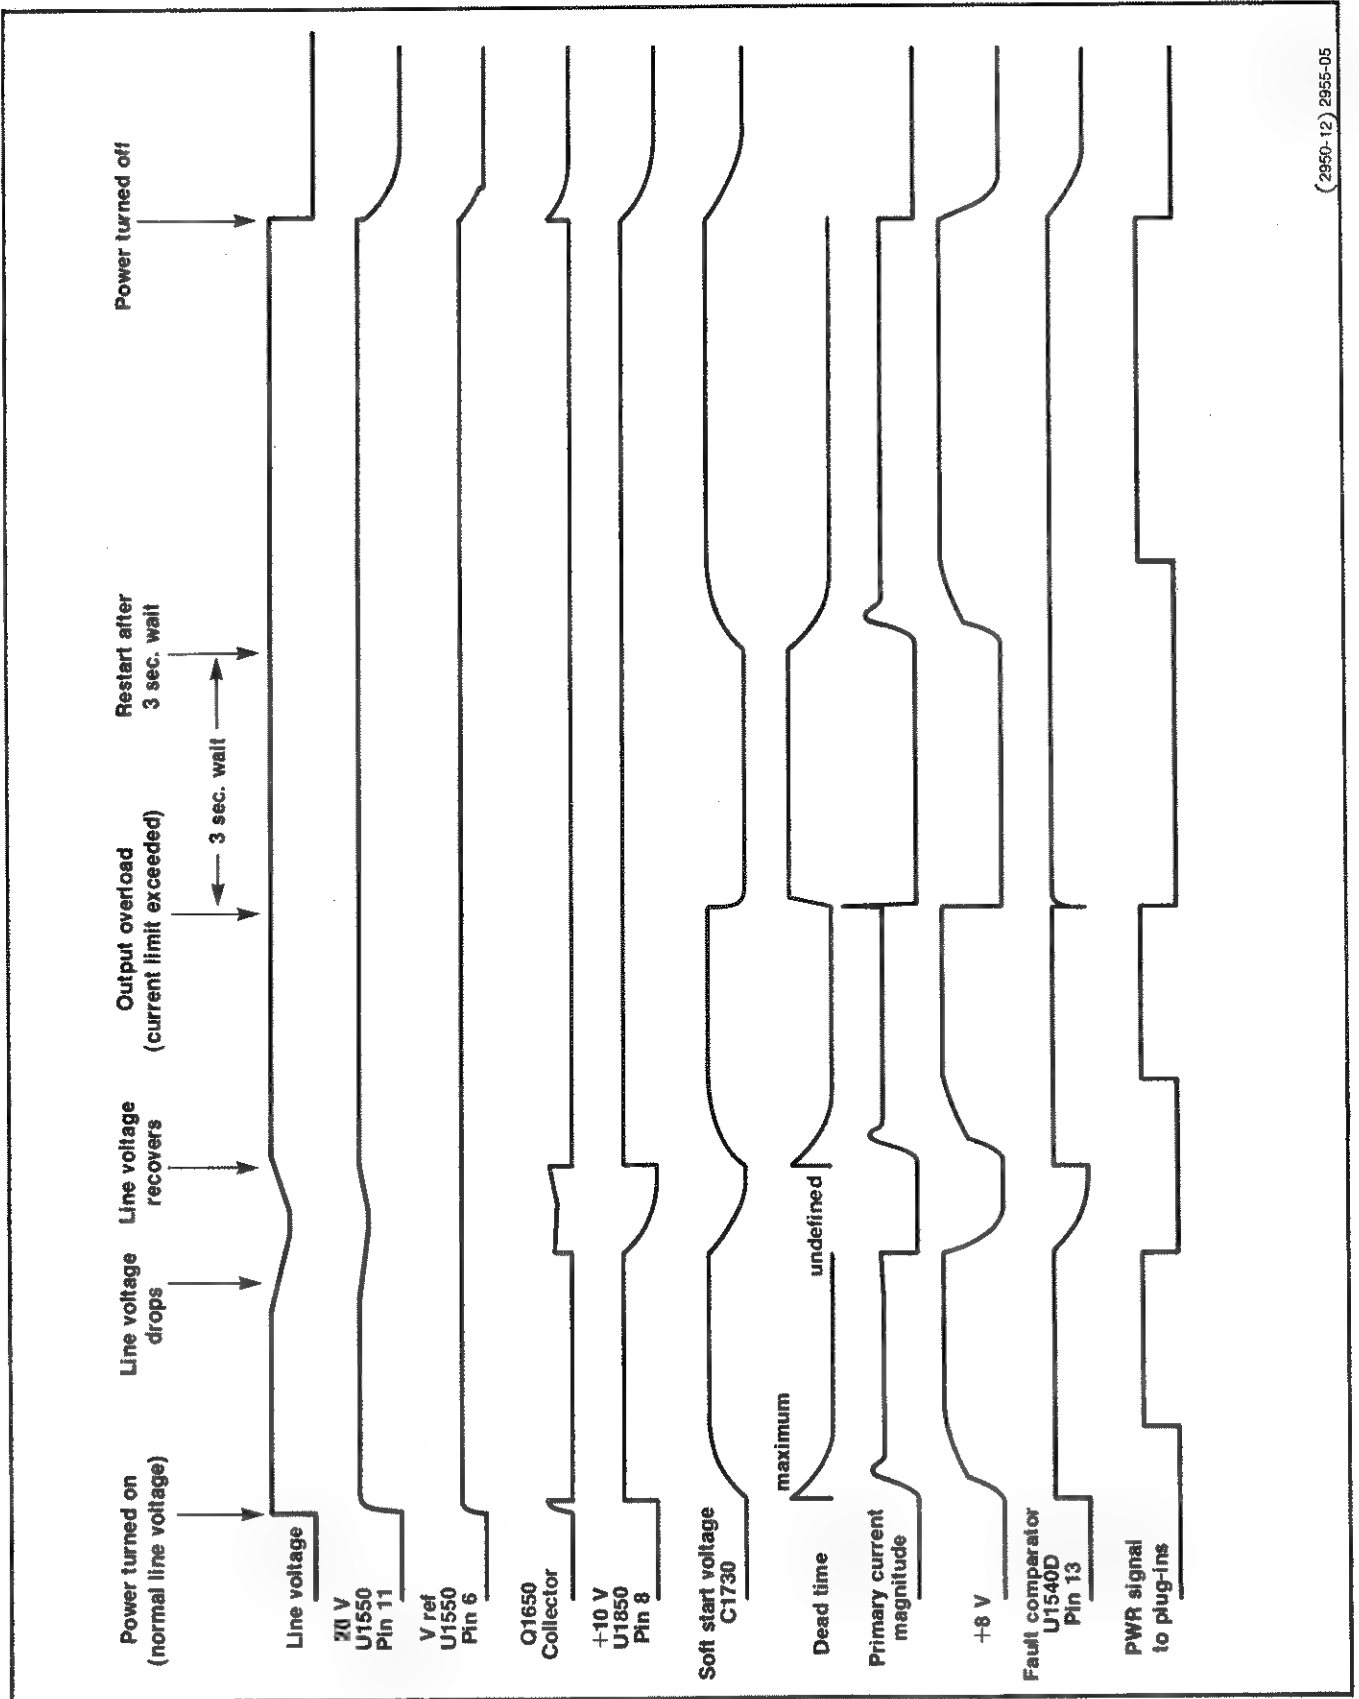 Power turned on
(normal line voltage)
Line voltage
drops
Line voltage
recovers
Output overload
(current limit exceeded)
3 sec. wait
Restart after
3 sec. wait
Power turned off
Line voltage
20 V
U1550
Pin 11
V ref
U1550
Pin 6
Q1650
Collector
+10 V
U1850
Pin 8
Soft start voltage
C1730
Dead time
maximum
undefined
Primary current
magnitude
+8 V
Fault comparator
U1540D
Pin 13
PWR signal
to plug-ins
(2950-12) 2955-05